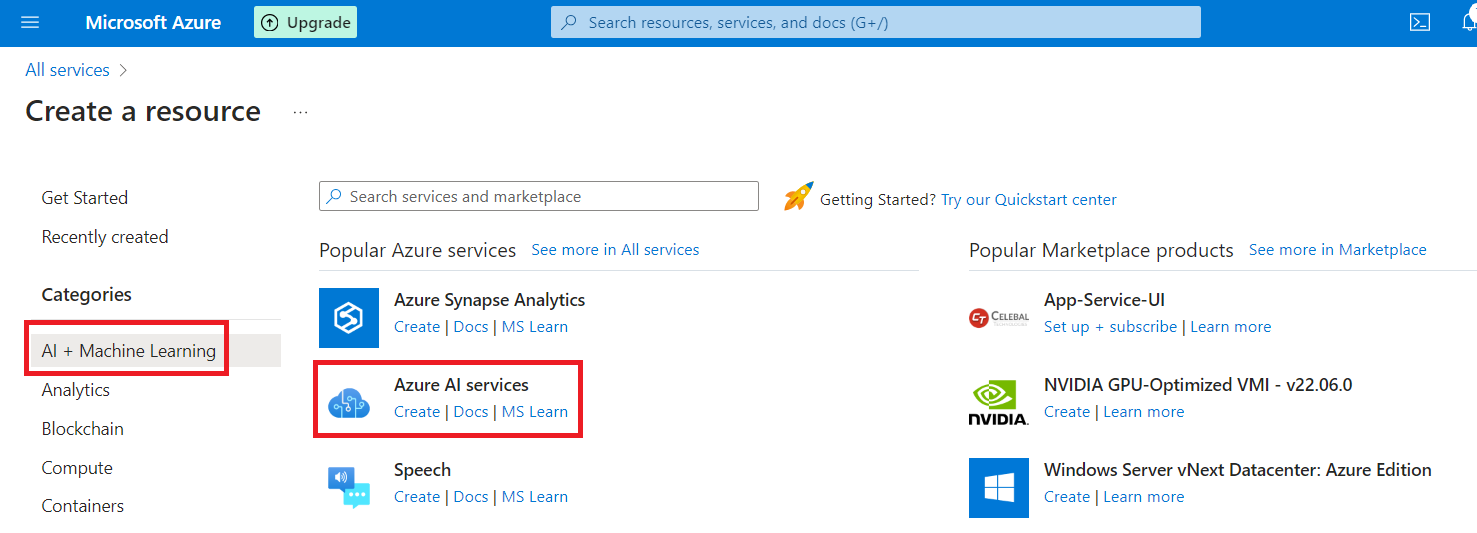 Microsoft Azure
Upgrade
Search resources, services, and docs (G+/)
All services
Create a resource
...
Get Started
Recently created
Categories
AI + Machine Learning
Analytics
Blockchain
Compute
Containers
Search services and marketplace
Getting Started? Try our Quickstart center
Popular Azure services See more in All services
Azure Synapse Analytics
Create | Docs | MS Learn
Azure AI services
Create | Docs | MS Learn
Speech
Create | Docs | MS Learn
Popular Marketplace products See more in Marketplace
CT CELEBAL
App-Service-UI
Set up + subscribe | Learn more
NVIDIA.
NVIDIA GPU-Optimized VMI - v22.06.0
Create | Learn more
Windows Server vNext Datacenter: Azure Edition
Create | Learn more